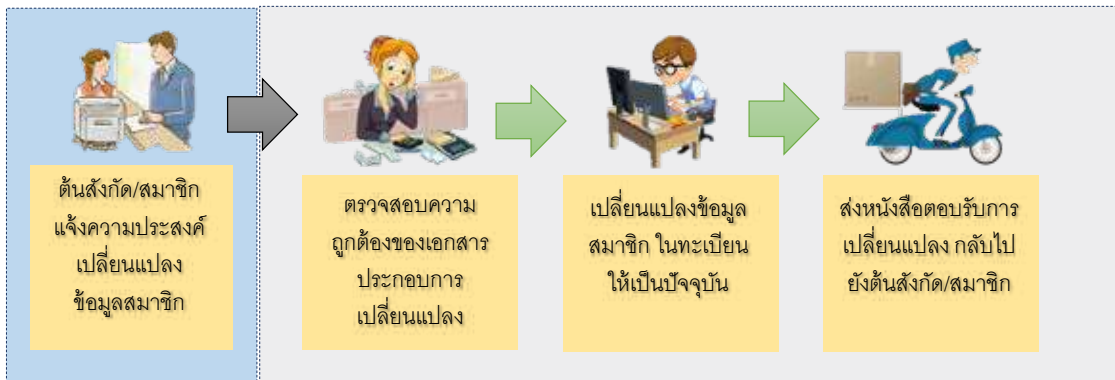 ต้นสังกัด/สมาชิก
แจ้งความประสงค์
เปลี่ยนแปลง
ข้อมูลสมาชิก
ตรวจสอบความ
ถูกต้องของเอกสาร
ประกอบการ
เปลี่ยนแปลง
เปลี่ยนแปลงข้อมูล
สมาชิก ในทะเบียน
ให้เป็นปัจจุบัน
ส่งหนังสือตอบรับการ
เปลี่ยนแปลง กลับไป
ยังต้นสังกัด/สมาชิก